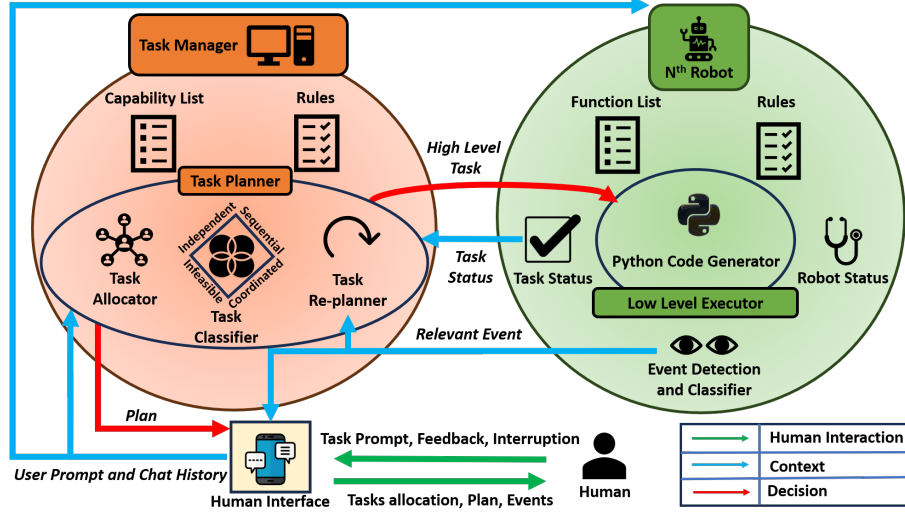 Task Manager
Capability List
Rules
Task Planner
Independent
Sequential
Infeasible
Coordinated
Task
Allocator
Task
Classifier
Task
Re-planner
High Level
Task
Task
Status
Relevant Event
Nth Robot
Function List
Rules
Python Code Generator
Task Status
Robot Status
Low Level Executor
Event Detection
and Classifier
Plan
User Prompt and Chat History
Human Interface
Task Prompt, Feedback, Interruption
Tasks allocation, Plan, Events
Human
Human Interaction
Context
Decision